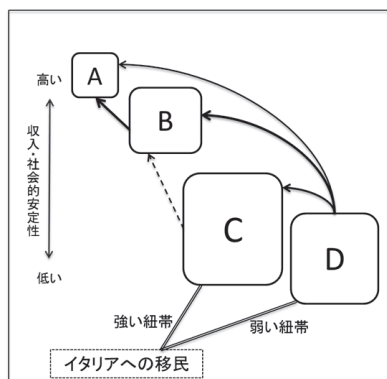 高い
A
B
収入・社会的安定性
C
D
低い
強い紐帯
弱い紐帯
イタリアへの移民